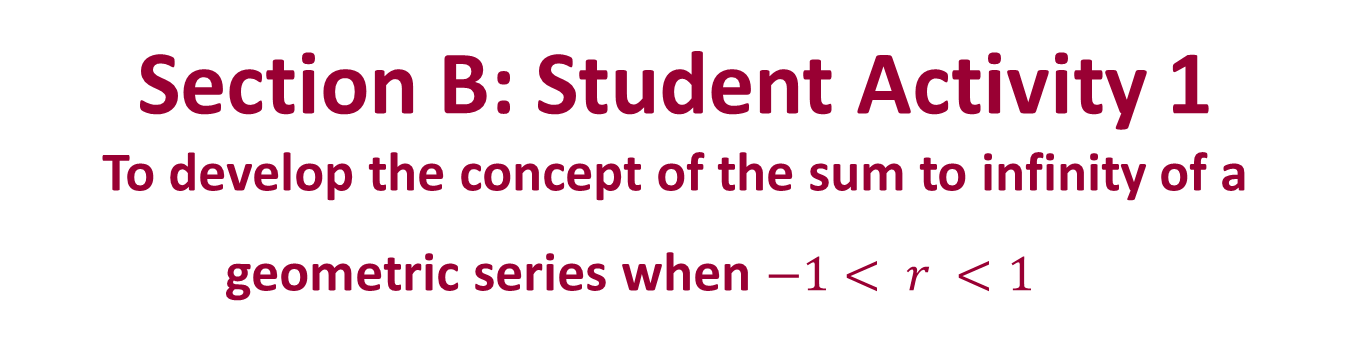 Section B: Student Activity 1
To develop the concept of the sum to infinity of a
geometric series when −1 < r < 1